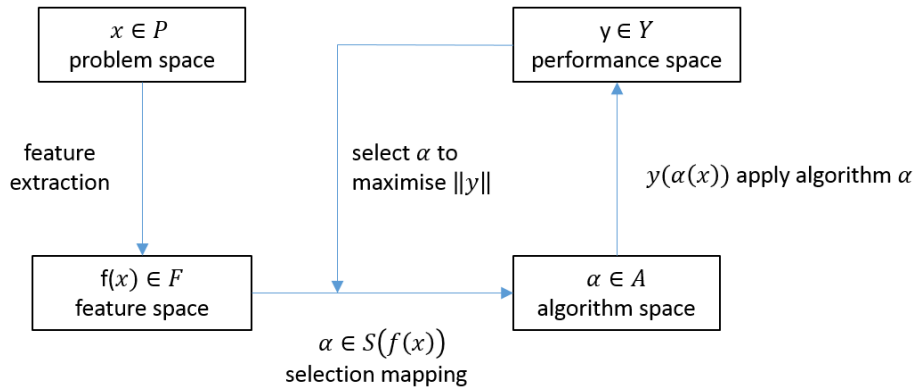 x ∈ P
problem space
y ∈ Y
performance space
feature
extraction
select α to
maximise ‖y‖
y(α(x)) apply algorithm α
f(x) ∈ F
feature space
α ∈ A
algorithm space
α ∈ S(f(x))
selection mapping